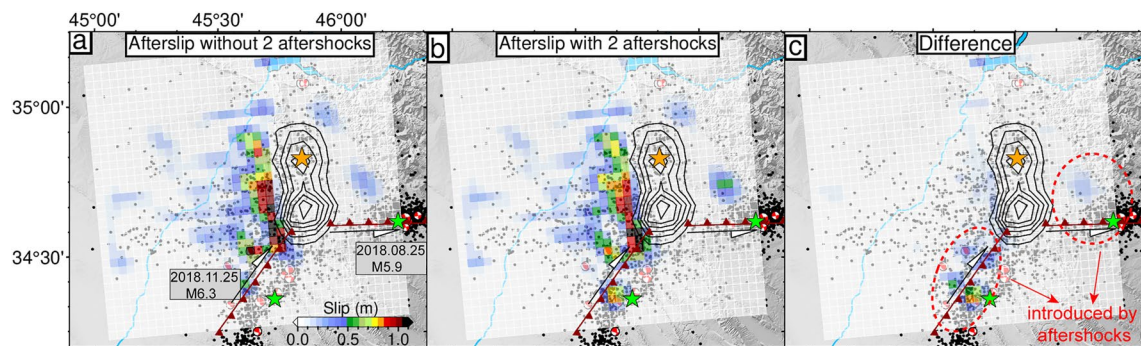 45°00' 45°30' 46°00'
a Afterslip without 2 aftershocks
b Afterslip with 2 aftershocks
c Difference
35°00'
34°30'
2018.08.25
M5.9
2018.11.25
M6.3
Slip (m)
0.0 0.5 1.0
introduced by
aftershocks